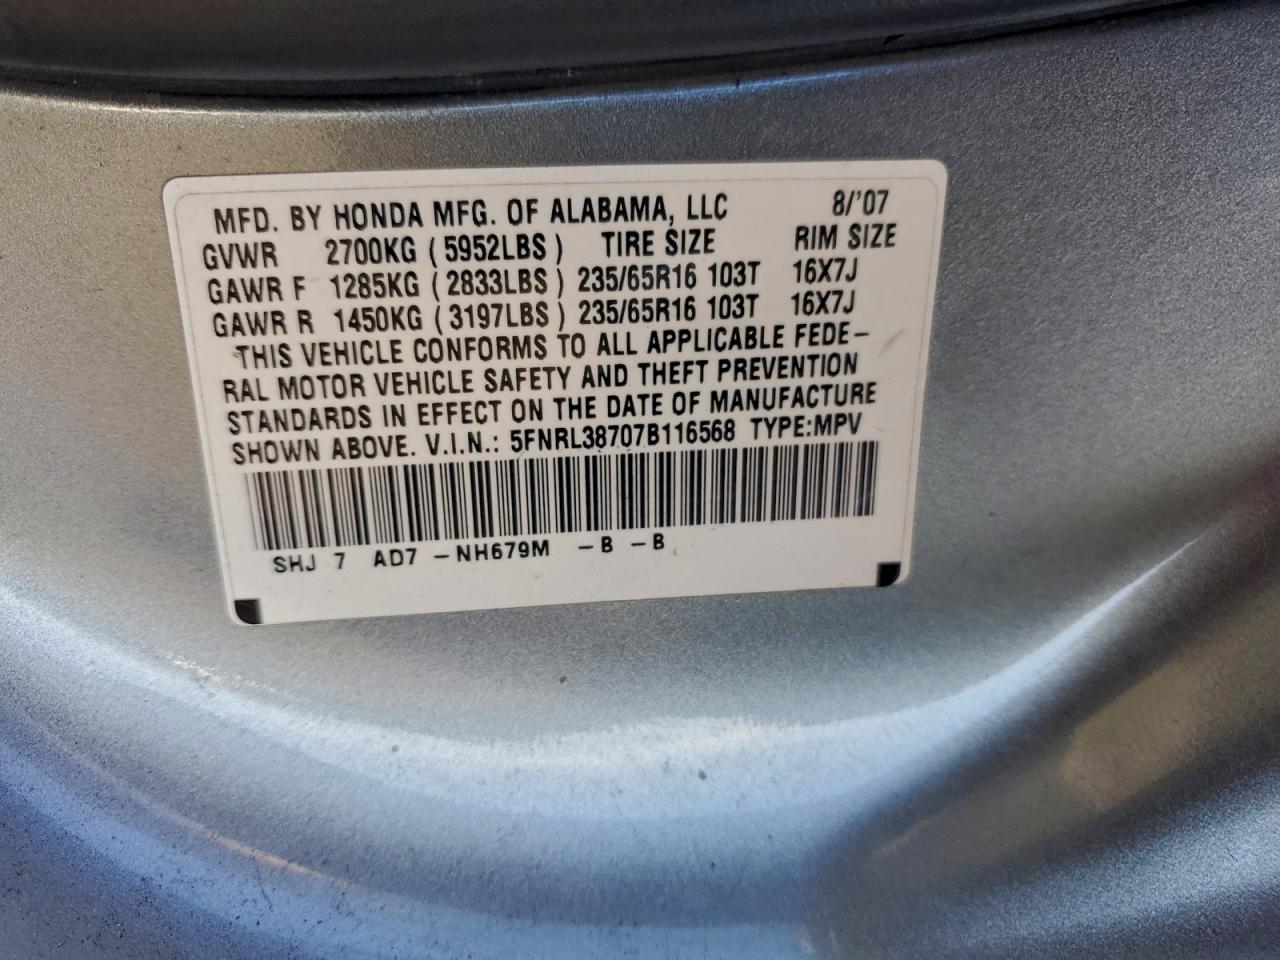 MFD. BY HONDA MFG. OF ALABAMA, LLC 8/'07
GVWR 2700KG (5952LBS) TIRE SIZE RIM SIZE
GAWR F 1285KG (2833LBS) 235/65R16 103T 16X7J
GAWR R 1450KG (3197LBS) 235/65R16 103T 16X7J
THIS VEHICLE CONFORMS TO ALL APPLICABLE FEDE-
RAL MOTOR VEHICLE SAFETY AND THEFT PREVENTION
STANDARDS IN EFFECT ON THE DATE OF MANUFACTURE
SHOWN ABOVE. V.I.N.: 5FNRL38707B116568 TYPE:MPV
SHJ 7 AD7 -NH679M -B -B